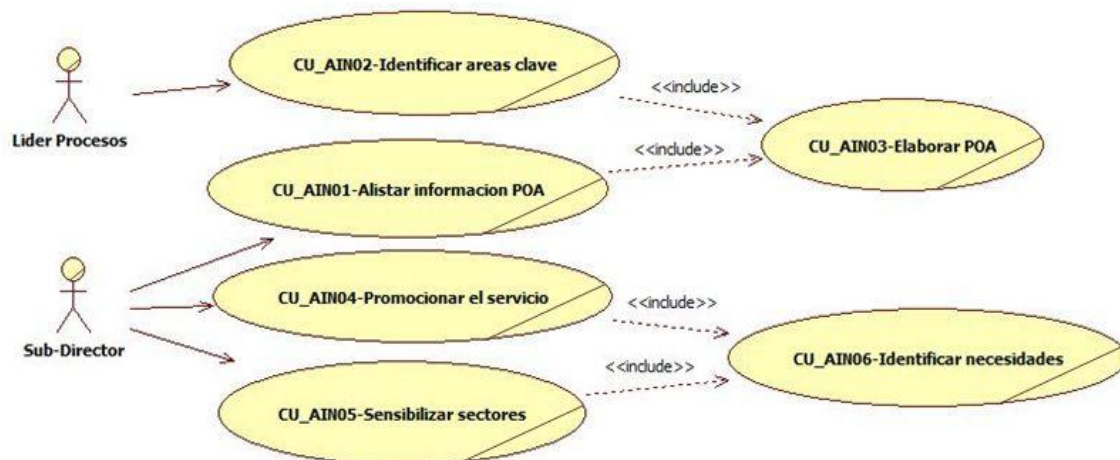 CU_AIN02-Identificar areas clave
<<include>>
Lider Procesos
<<include>>
CU_AIN03-Elaborar POA
CU_AIN01-Alistar informacion POA
CU_AIN04-Promocionar el servicio
<<include>>
Sub-Director
<<include>>
CU_AIN06-Identificar necesidades
CU_AIN05-Sensibilizar sectores